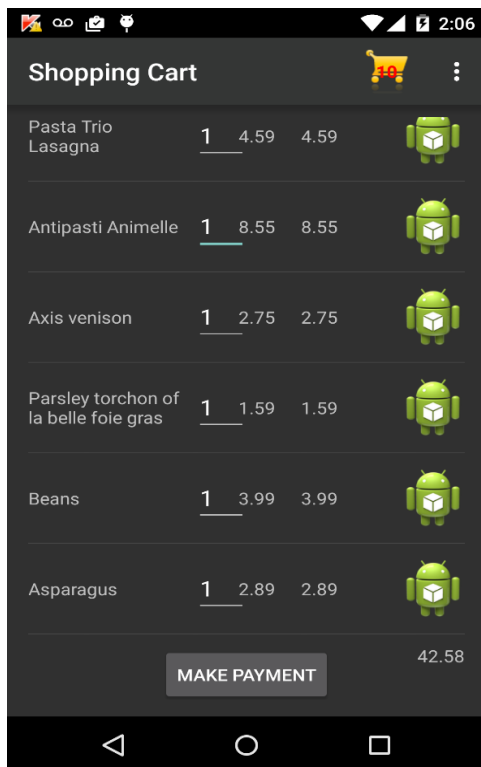 2:06
Shopping Cart 10
Pasta Trio
Lasagna
1 4.59 4.59
Antipasti Animelle 1 8.55 8.55
Axis venison 1 2.75 2.75
Parsley torchon of
la belle foie gras
1 1.59 1.59
Beans 1 3.99 3.99
Asparagus 1 2.89 2.89
42.58
MAKE PAYMENT